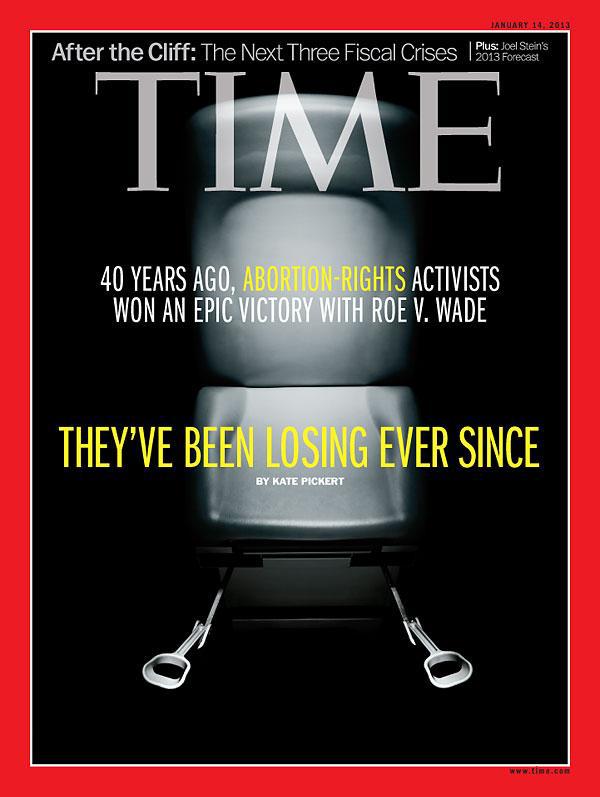 JANUARY 14, 2013
After the Cliff: The Next Three Fiscal Crises
Plus: Joel Stein's
2013 Forecast
TIME
40 YEARS AGO, ABORTION-RIGHTS ACTIVISTS
WON AN EPIC VICTORY WITH ROE V. WADE
THEY'VE BEEN LOSING EVER SINCE
BY KATE PICKERT
www.time.com